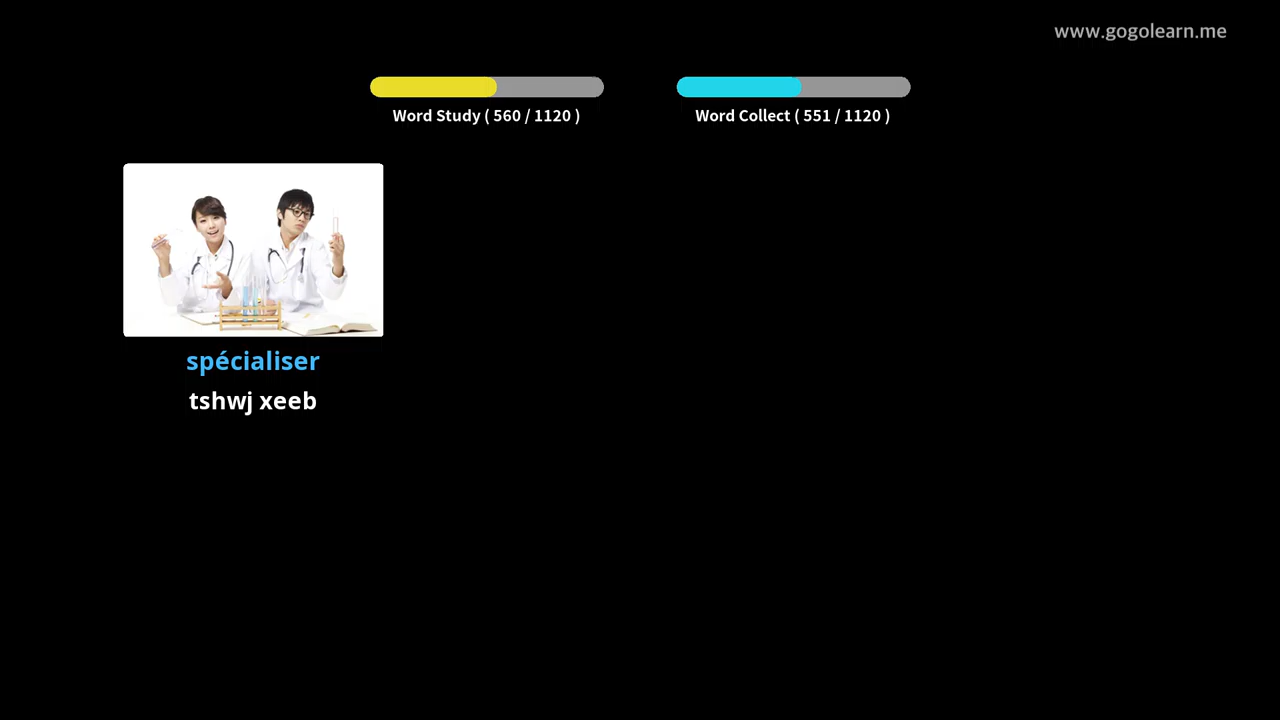 www.gogolearn.me
Word Study ( 560 / 1120 )
Word Collect ( 551 / 1120 )
spécialiser
tshwj xeeb